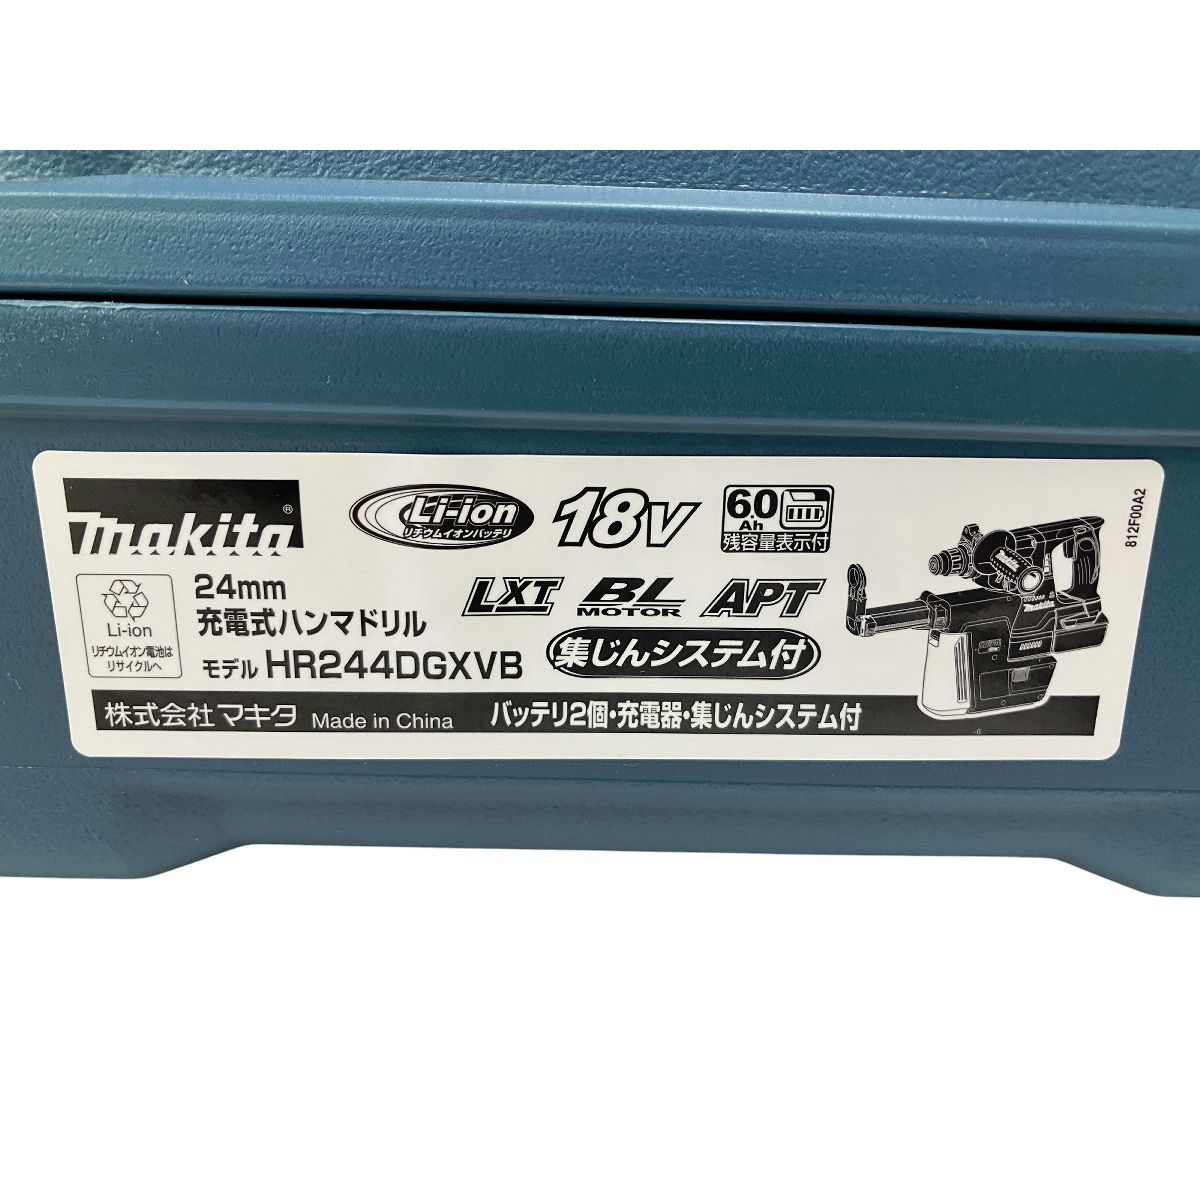 makita®
Li-ion
リチウムイオンバッテリ
18V
6.0
Ah
残容量表示付
812F00A2
Li-ion
リチウムイオン電池は
リサイクルへ
24mm
充電式ハンマドリル
モデル HR244DGXVB
LXT BL MOTOR APT
集じんシステム付
makita
株式会社マキタ Made in China バッテリ2個・充電器・集じんシステム付